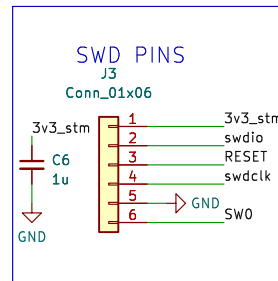 SWD PINS
J3
Conn_01x06
3v3_stm
C6
1u
GND
1 3v3_stm
2 swdio
3 RESET
4 swdclk
5 GND
6 SWO